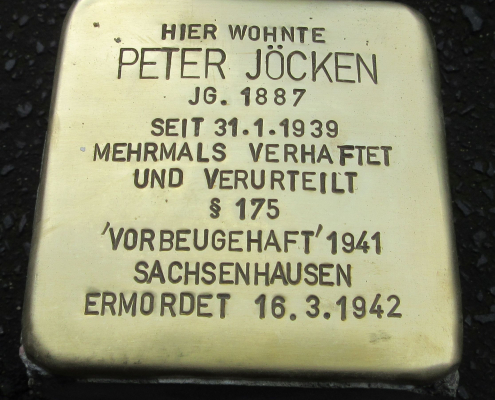 HIER WOHNTE
PETER JÖCKEN
JG. 1887
SEIT 31.1.1939
MEHRMALS VERHAFTET
UND VERURTEILT
§ 175
'VORBEUGEHAFT' 1941
SACHSENHAUSEN
ERMORDET 16.3.1942